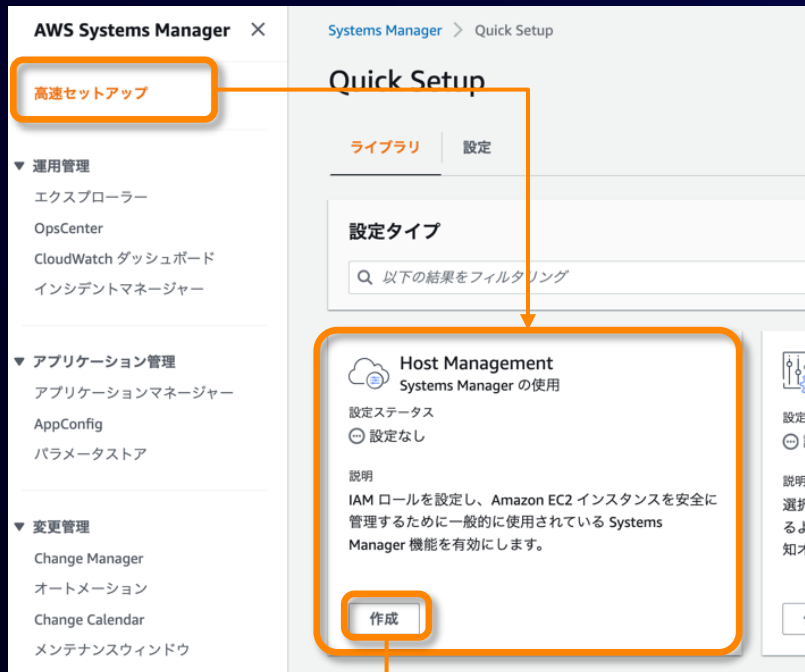 AWS Systems Manager
高速セットアップ
運用管理
エクスプローラー
OpsCenter
CloudWatch ダッシュボード
インシデントマネージャー
アプリケーション管理
アプリケーションマネージャー
AppConfig
パラメータストア
変更管理
Change Manager
オートメーション
Change Calendar
メンテナンスウィンドウ
Systems Manager > Quick Setup
Quick Setup
ライブラリ 設定
設定タイプ
以下の結果をフィルタリング
Host Management
Systems Manager の使用
設定ステータス
設定なし
説明
IAM ロールを設定し、Amazon EC2 インスタンスを安全に
管理するために一般的に使用されている Systems
Manager 機能を有効にします。
作成
設定
説明
選択
るよ
知